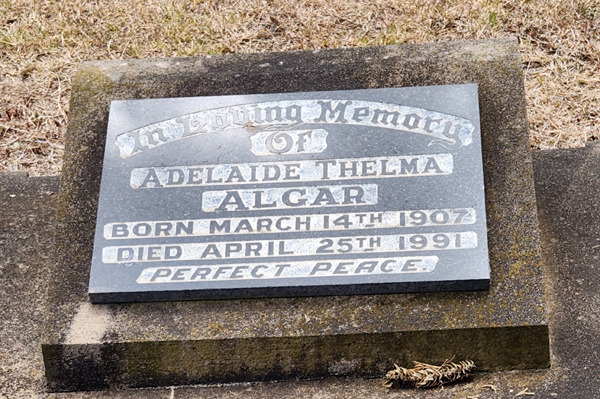 In Loving Memory
OF
ADELAIDE THELMA
ALGAR
BORN MARCH 14TH 1907
DIED APRIL 25TH 1991
PERFECT PEACE.